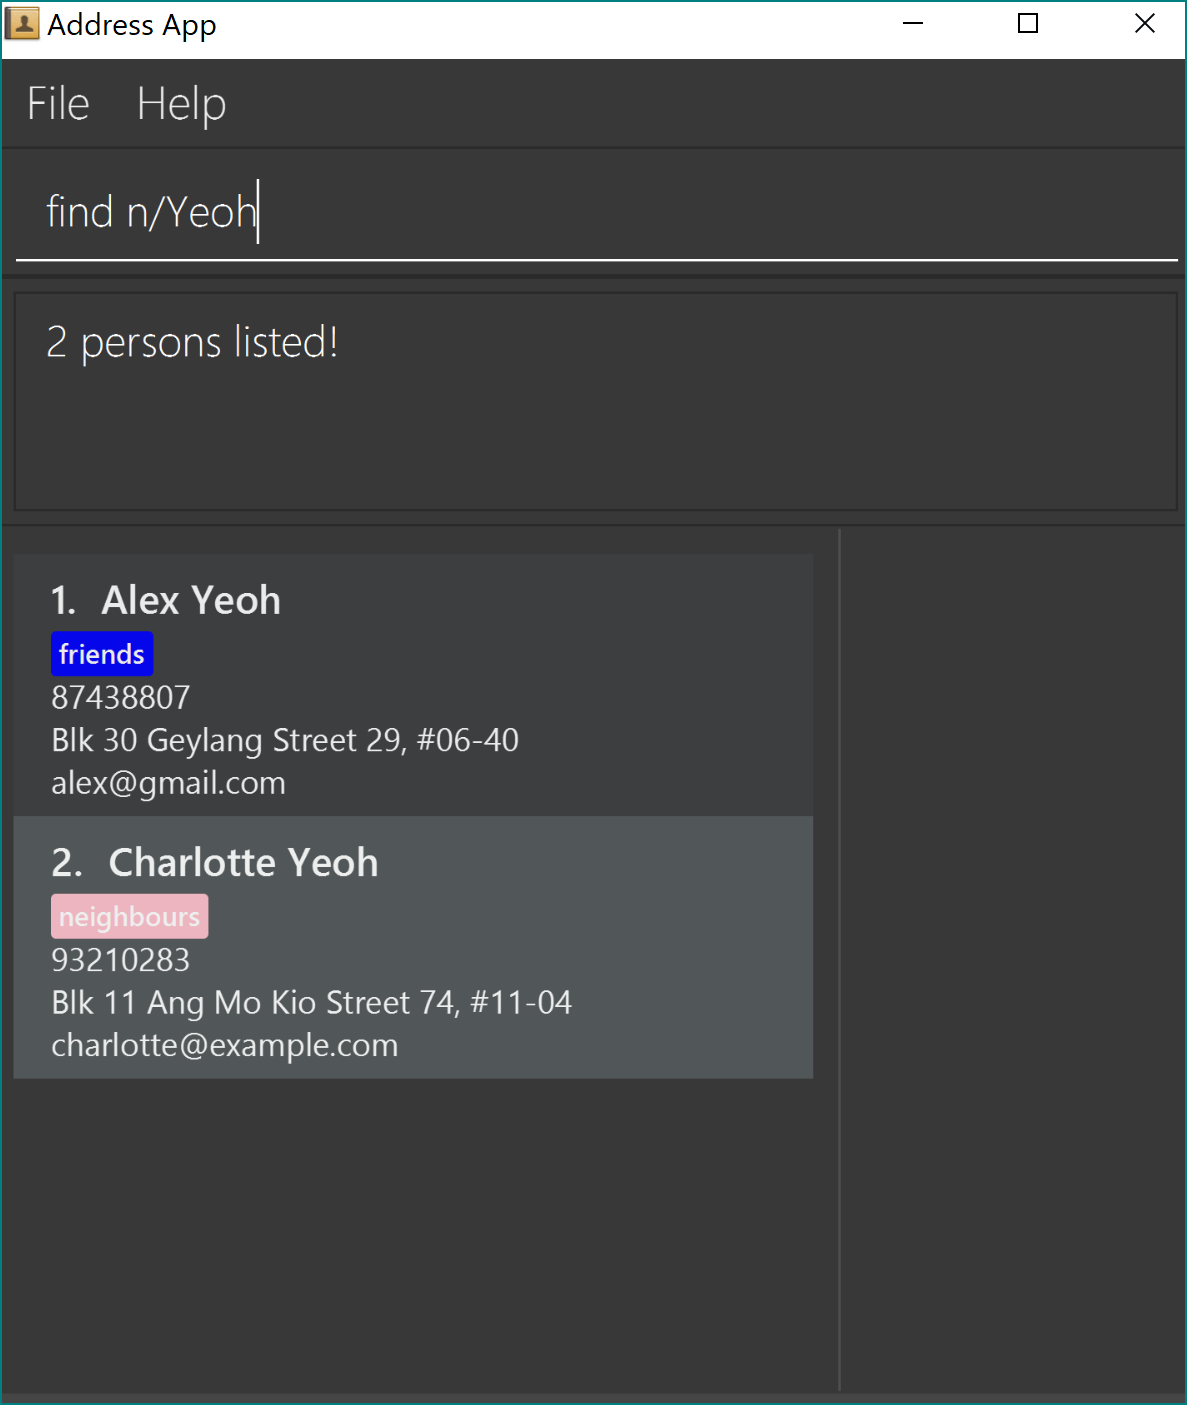 Address App
File Help
find n/Yeoh
2 persons listed!
1. Alex Yeoh
friends
87438807
Blk 30 Geylang Street 29, #06-40
alex@gmail.com
2. Charlotte Yeoh
neighbours
93210283
Blk 11 Ang Mo Kio Street 74, #11-04
charlotte@example.com